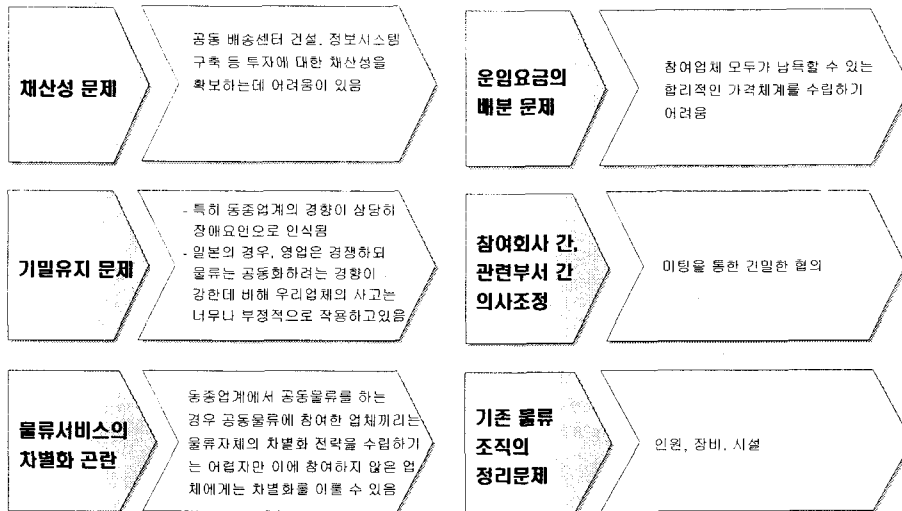 채산성 문제
공동 배송센터 건설, 정보시스템
구축 등 투자에 대한 채산성을
확보하는데 어려움이 있음
운임요금의
배분 문제
참여업체 모두가 납득할 수 있는
합리적인 가격체계를 수립하기
어려움
기밀유지 문제
- 특히 동종업계의 경향이 상당히
장애요인으로 인식됨
- 일본의 경우, 영업은 경쟁하되
물류는 공동화하려는 경향이
강한데 비해 우리업체의 사고는
너무나 부정적으로 작용하고있음
참여회사 간,
관련부서 간
의사조정
미팅을 통한 긴밀한 협의
물류서비스의
차별화 곤란
동종업계에서 공동물류를 하는
경우 공동물류에 참여한 업체끼리는
물류자체의 차별화 전략을 수립하기
는 어렵지만 이에 참여하지 않은 업
체에게는 차별화를 이룰 수 있음
기존 물류
조직의
정리문제
인원, 장비, 시설